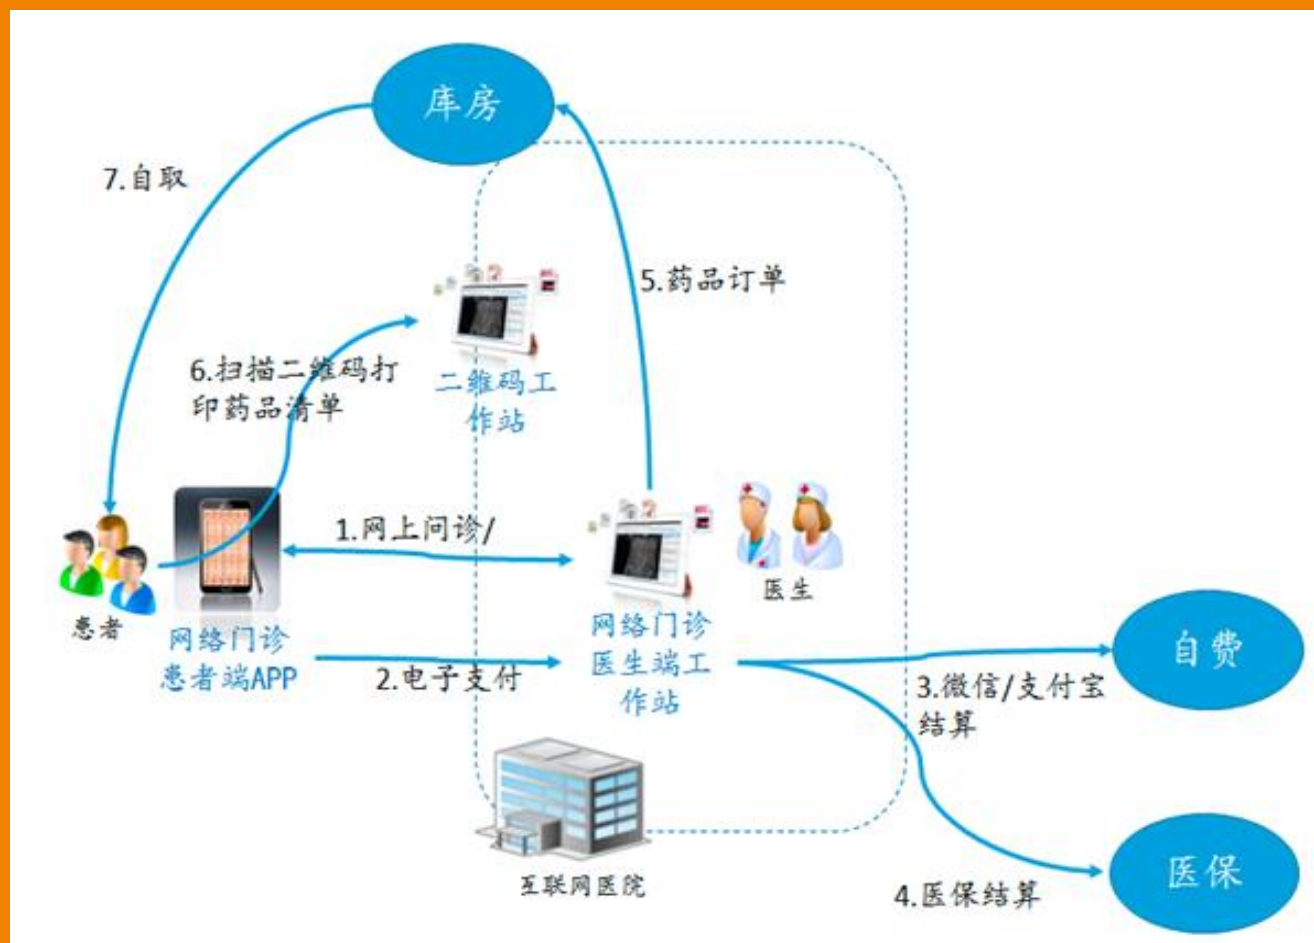 库房
7.自取
5.药品订单
6.扫描二维码打
印药品清单
二维码工
作站
1.网上问诊/
医生
患者
网络门诊
患者端APP
网络门诊
医生端工
作站
2.电子支付
自费
3.微信/支付宝
结算
互联网医院
4.医保结算
医保